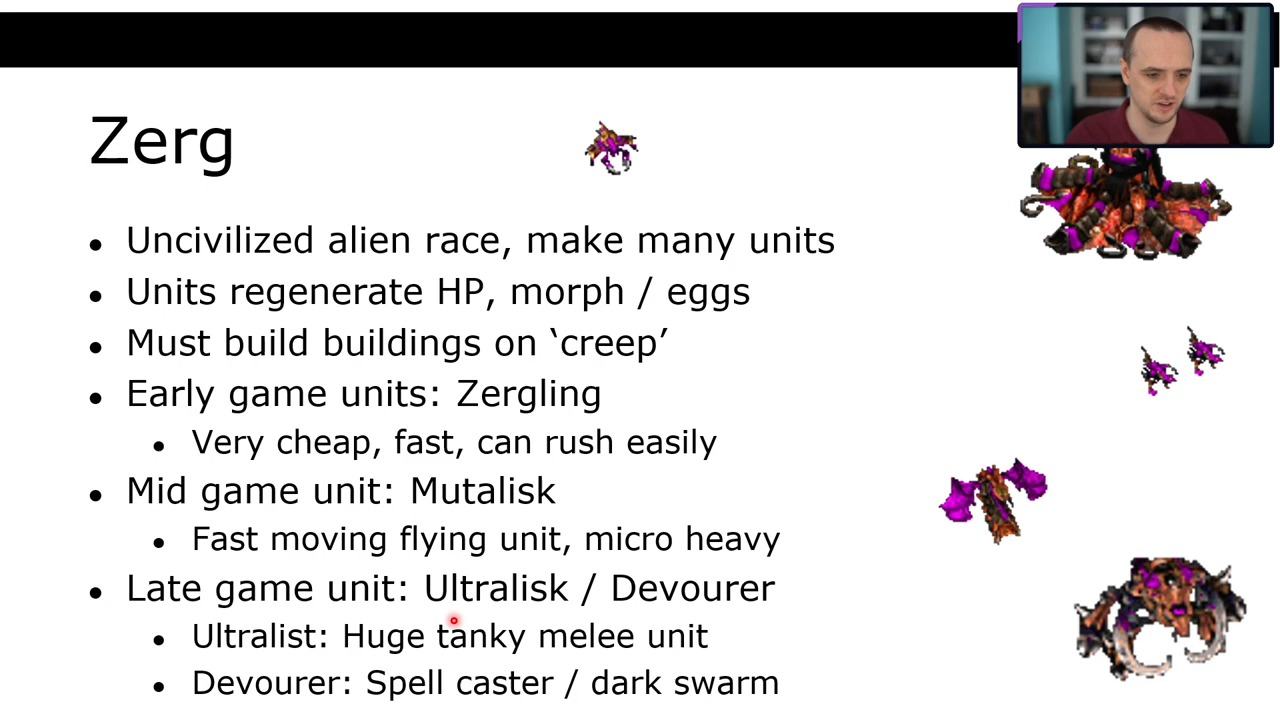 Zerg
• Uncivilized alien race, make many units
• Units regenerate HP, morph / eggs
• Must build buildings on ‘creep’
• Early game units: Zergling
• Very cheap, fast, can rush easily
• Mid game unit: Mutalisk
• Fast moving flying unit, micro heavy
• Late game unit: Ultralisk / Devourer
• Ultralist: Huge tanky melee unit
• Devourer: Spell caster / dark swarm